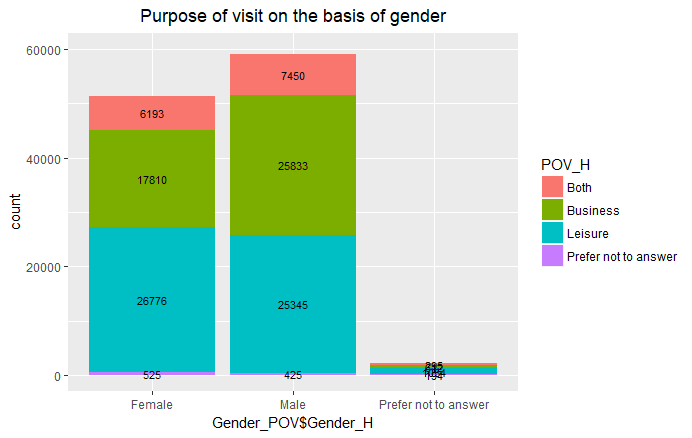 Purpose of visit on the basis of gender
60000
40000
20000
0
count
6193
17810
26776
525
7450
25833
25345
425
194
Female
Male
Prefer not to answer
Gender_POV$Gender_H
POV_H
Both
Business
Leisure
Prefer not to answer